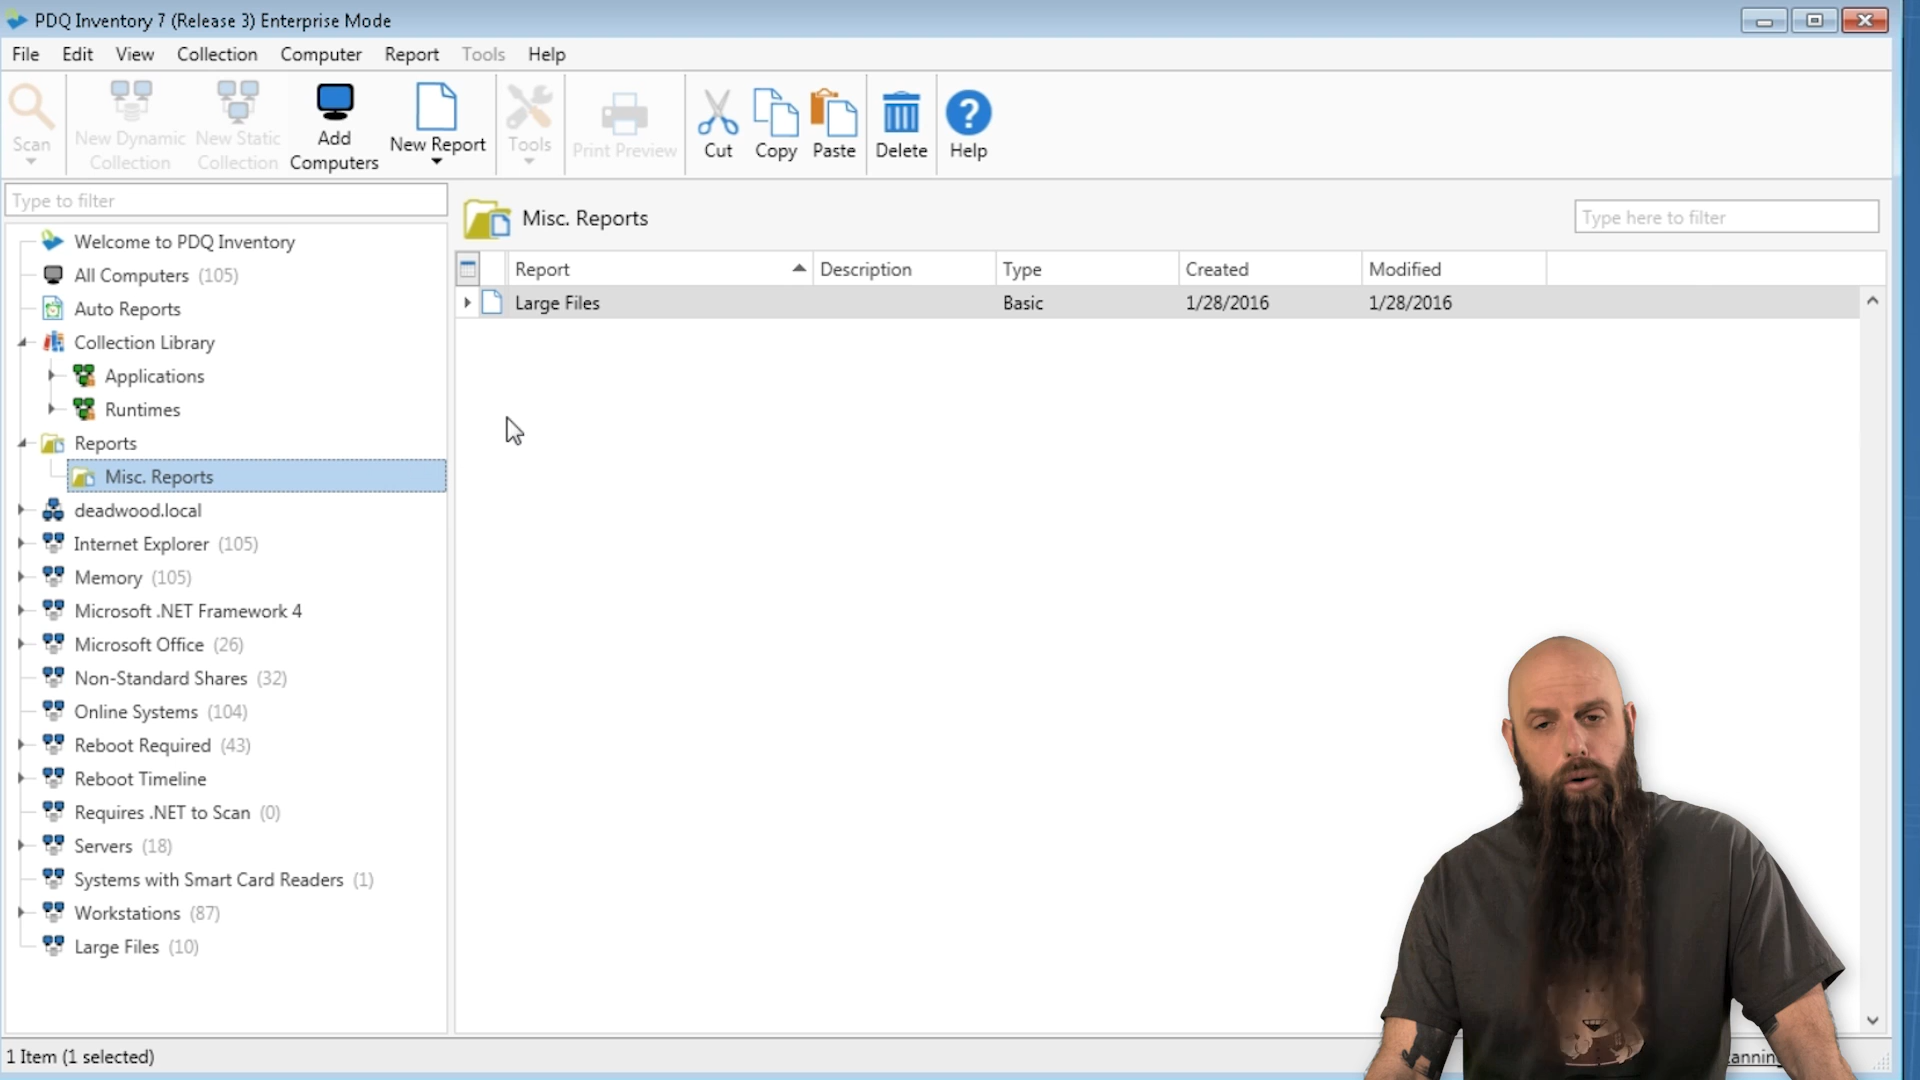 PDQ Inventory 7 (Release 3) Enterprise Mode
File Edit View Collection Computer Report Tools Help
Scan
New Dynamic Collection
New Static Collection
Add Computers
New Report
Tools
Print Preview
Cut
Copy
Paste
Delete
Help
Type to filter
Welcome to PDQ Inventory
All Computers (105)
Auto Reports
Collection Library
Applications
Runtimes
Reports
Misc. Reports
deadwood.local
Internet Explorer (105)
Memory (105)
Microsoft .NET Framework 4
Microsoft Office (26)
Non-Standard Shares (32)
Online Systems (104)
Reboot Required (43)
Reboot Timeline
Requires .NET to Scan (0)
Servers (18)
Systems with Smart Card Readers (1)
Workstations (87)
Large Files (10)
Misc. Reports
Type here to filter
Report Description Type Created Modified
Large Files Basic 1/28/2016 1/28/2016
1 Item (1 selected)